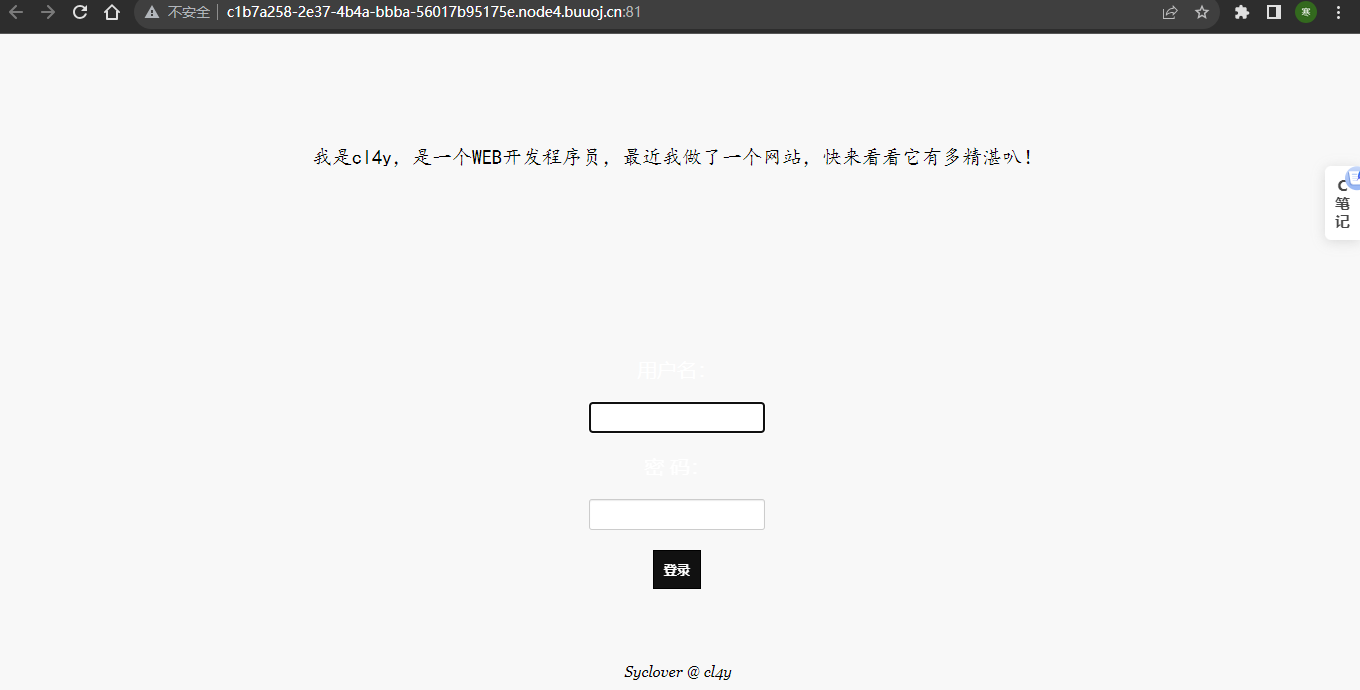 不安全 c1b7a258-2e37-4b4a-bbba-56017b95175e.node4.buuoj.cn:81
寒
我是cl4y，是一个WEB开发程序员，最近我做了一个网站，快来看看它有多精湛叭！
C
笔
记
用户名：
密 码：
登录
Syclover @ cl4y